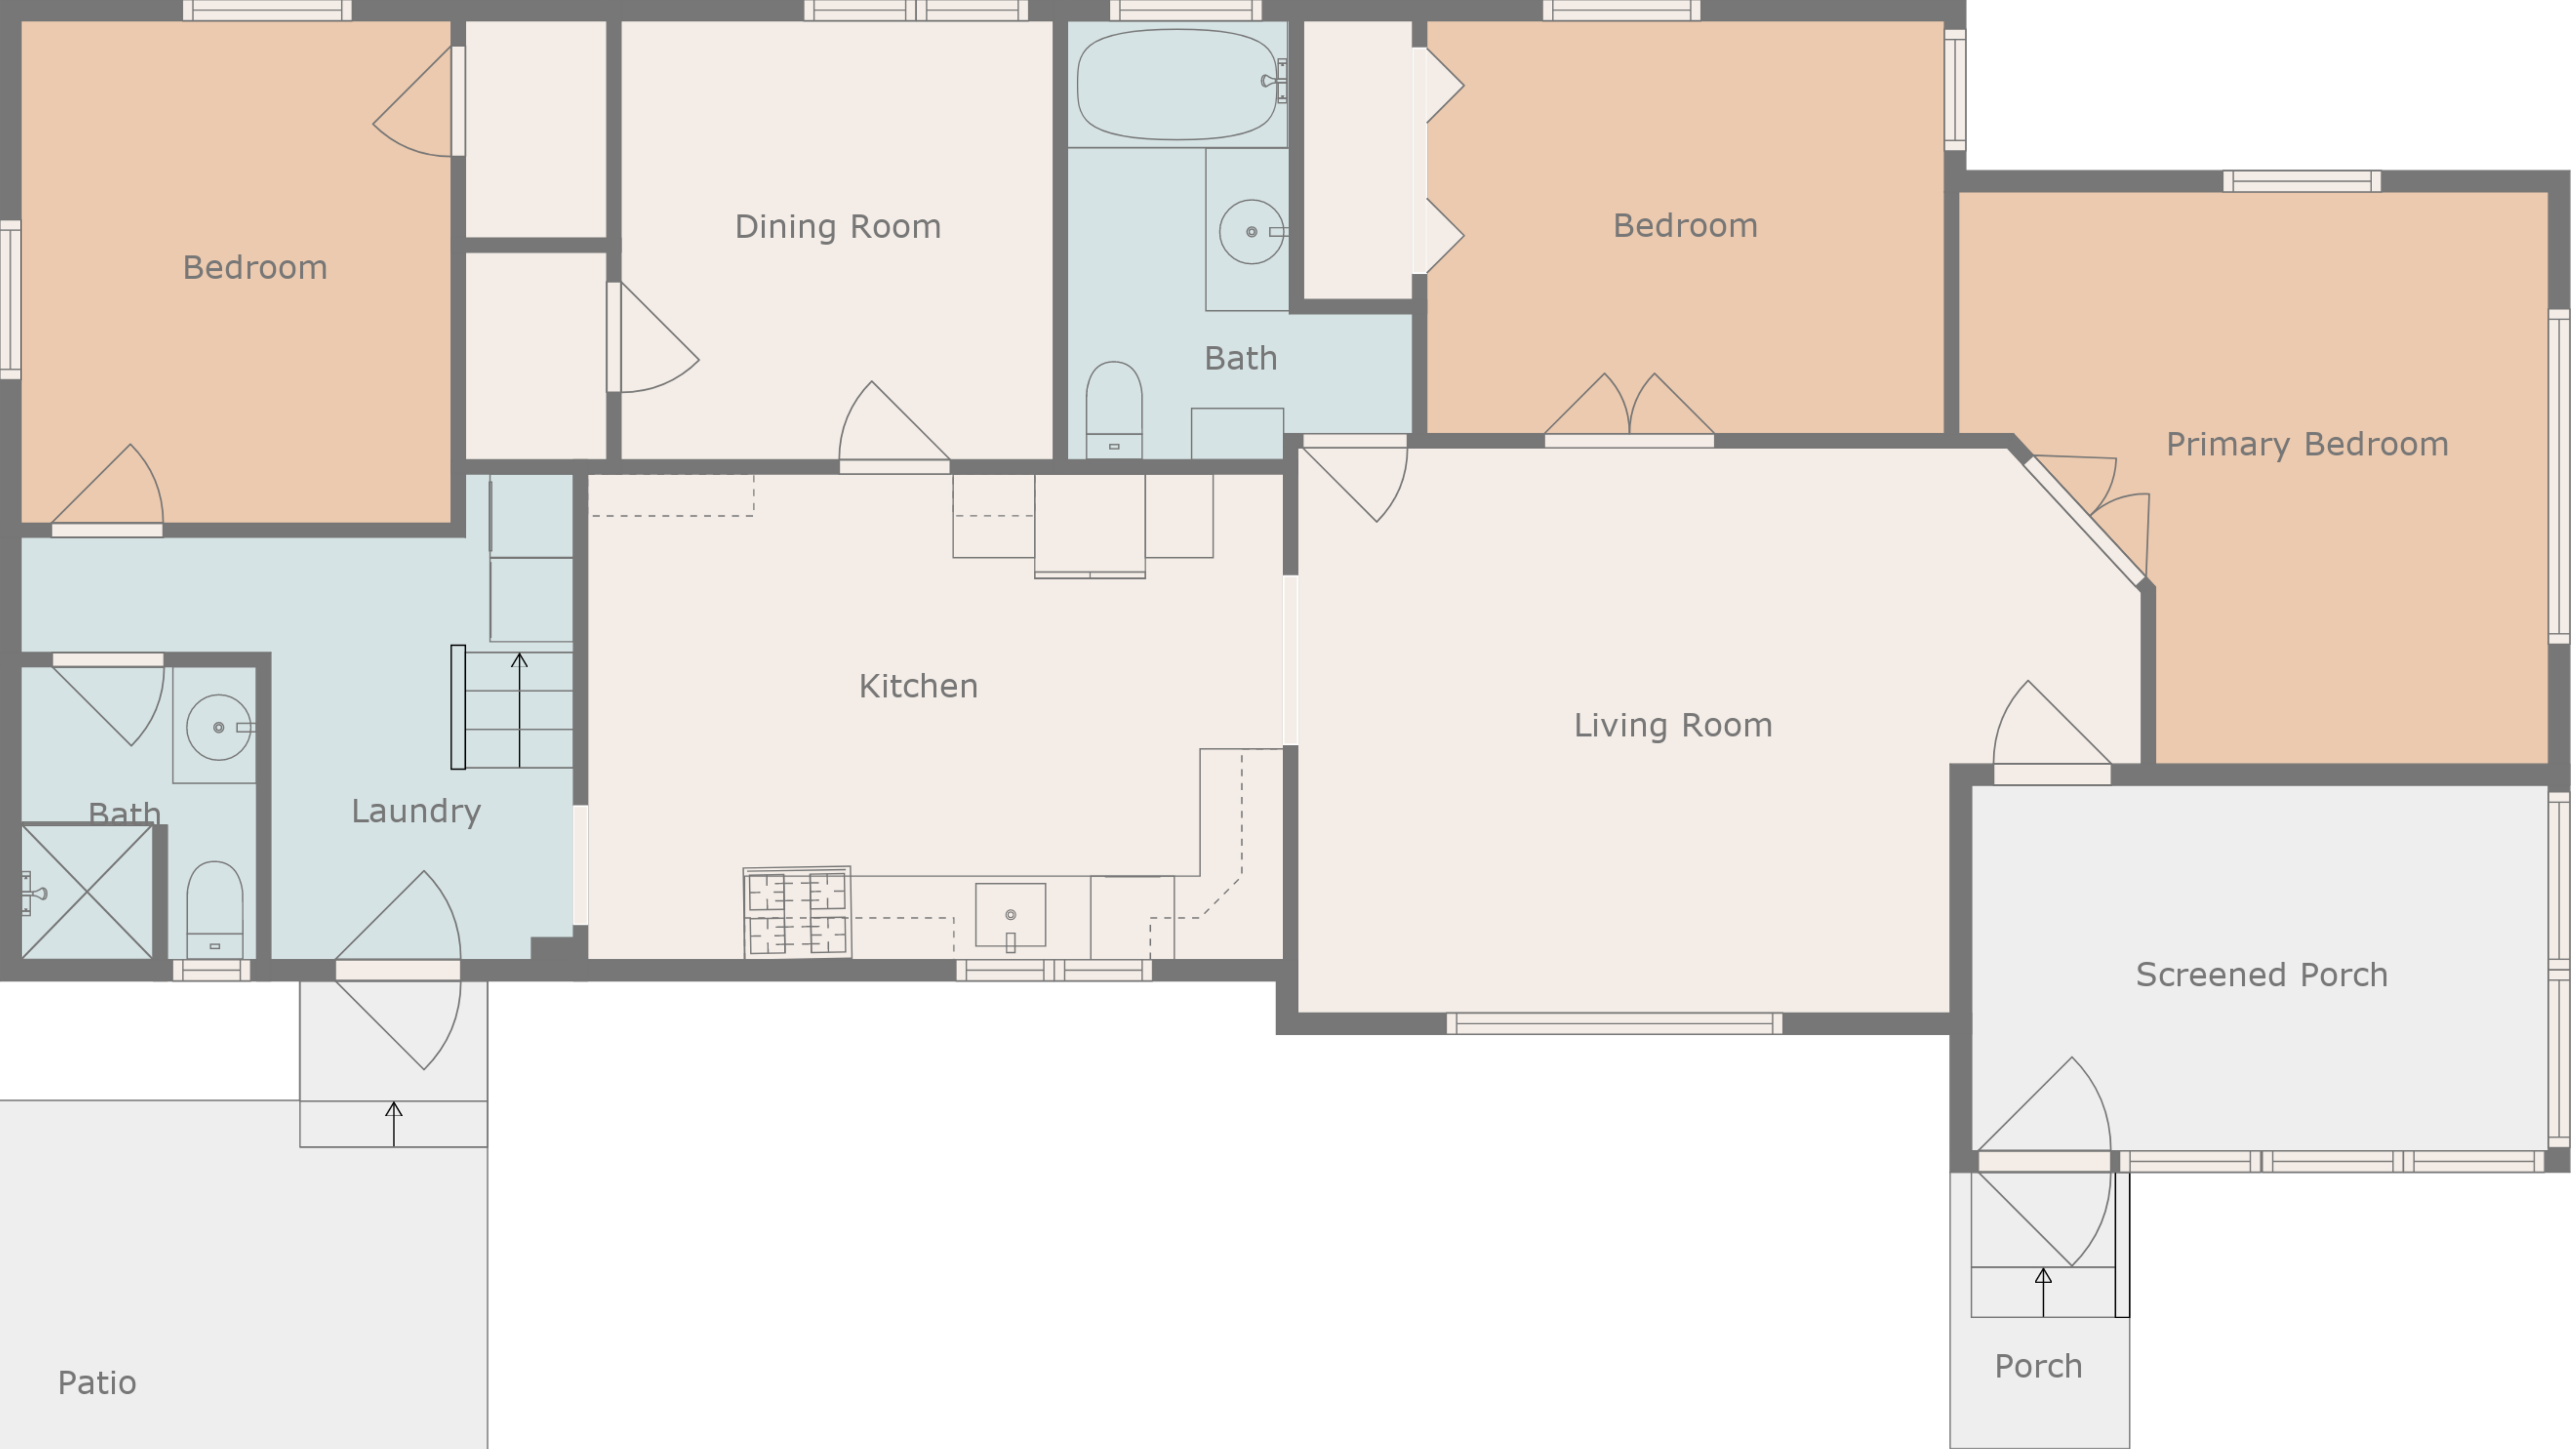 Bedroom
Dining Room
Bedroom
Bath
Primary Bedroom
Kitchen
Living Room
Bath
Laundry
Screened Porch
Patio
Porch